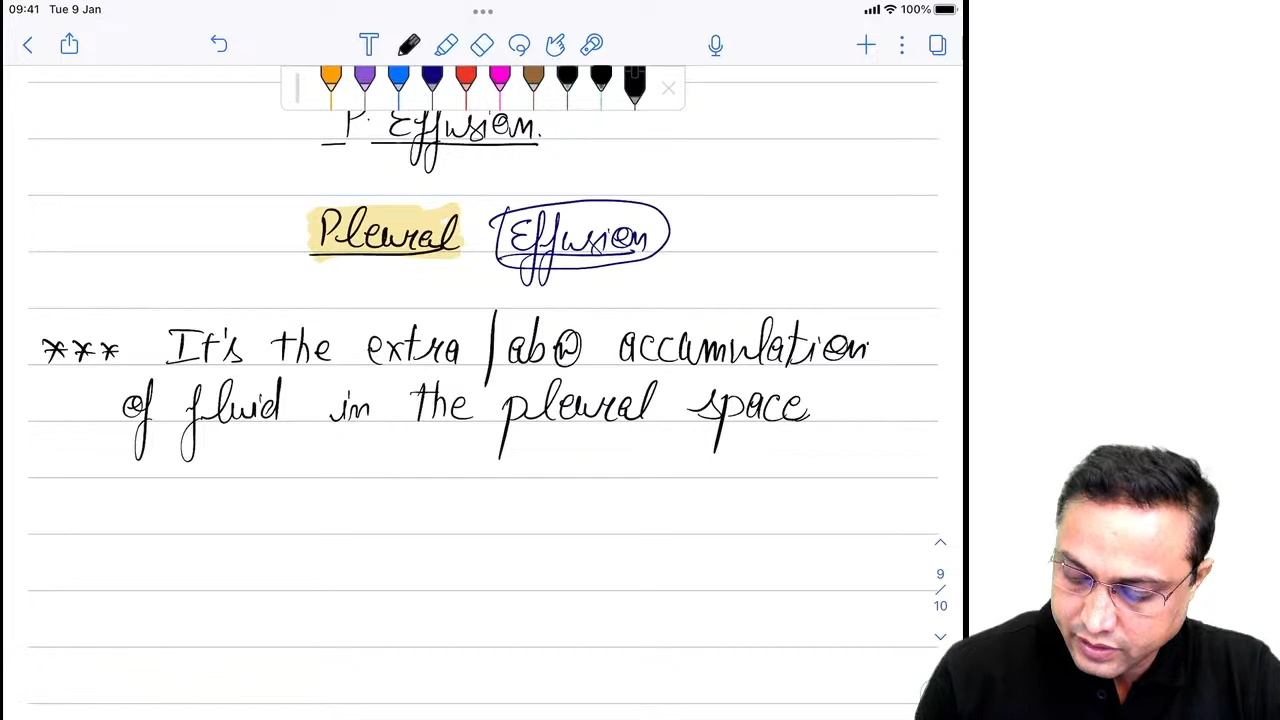 09:41 Tue 9 Jan
100%
P. Effusion.
Pleural Effusion
*** It's the extra / abn accamulation
of fluid in the pleural space
9
/
10